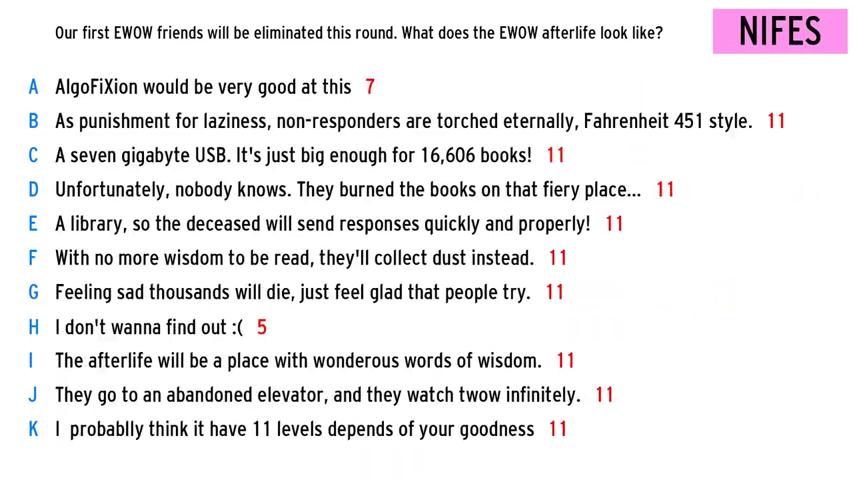 Our first EWOW friends will be eliminated this round. What does the EWOW afterlife look like?
NIFES
A AlgoFiXion would be very good at this 7
B As punishment for laziness, non-responders are torched eternally, Fahrenheit 451 style. 11
C A seven gigabyte USB. It's just big enough for 16,606 books! 11
D Unfortunately, nobody knows. They burned the books on that fiery place... 11
E A library, so the deceased will send responses quickly and properly! 11
F With no more wisdom to be read, they'll collect dust instead. 11
G Feeling sad thousands will die, just feel glad that people try. 11
H I don't wanna find out :( 5
I The afterlife will be a place with wonderous words of wisdom. 11
J They go to an abandoned elevator, and they watch twow infinitely. 11
K I  probablly think it have 11 levels depends of your goodness 11